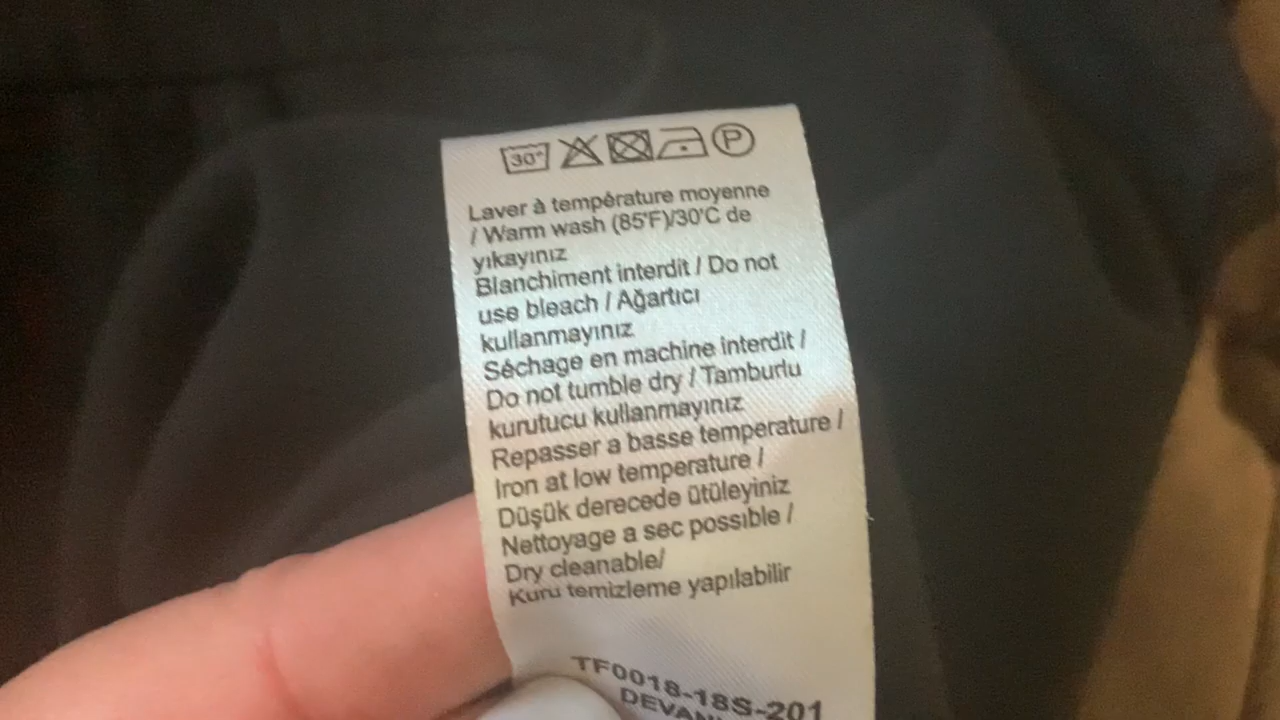 30°
P
Laver à température moyenne
/ Warm wash (85°F)/30°C de
yıkayınız
Blanchiment interdit / Do not
use bleach / Ağartıcı
kullanmayınız
Séchage en machine interdit /
Do not tumble dry / Tamburlu
kurutucu kullanmayınız
Repasser a basse temperature /
Iron at low temperature /
Düşük derecede ütüleyiniz
Nettoyage a sec possıble /
Dry cleanable/
Kuru temizleme yapılabilir
TF0018-18S-201